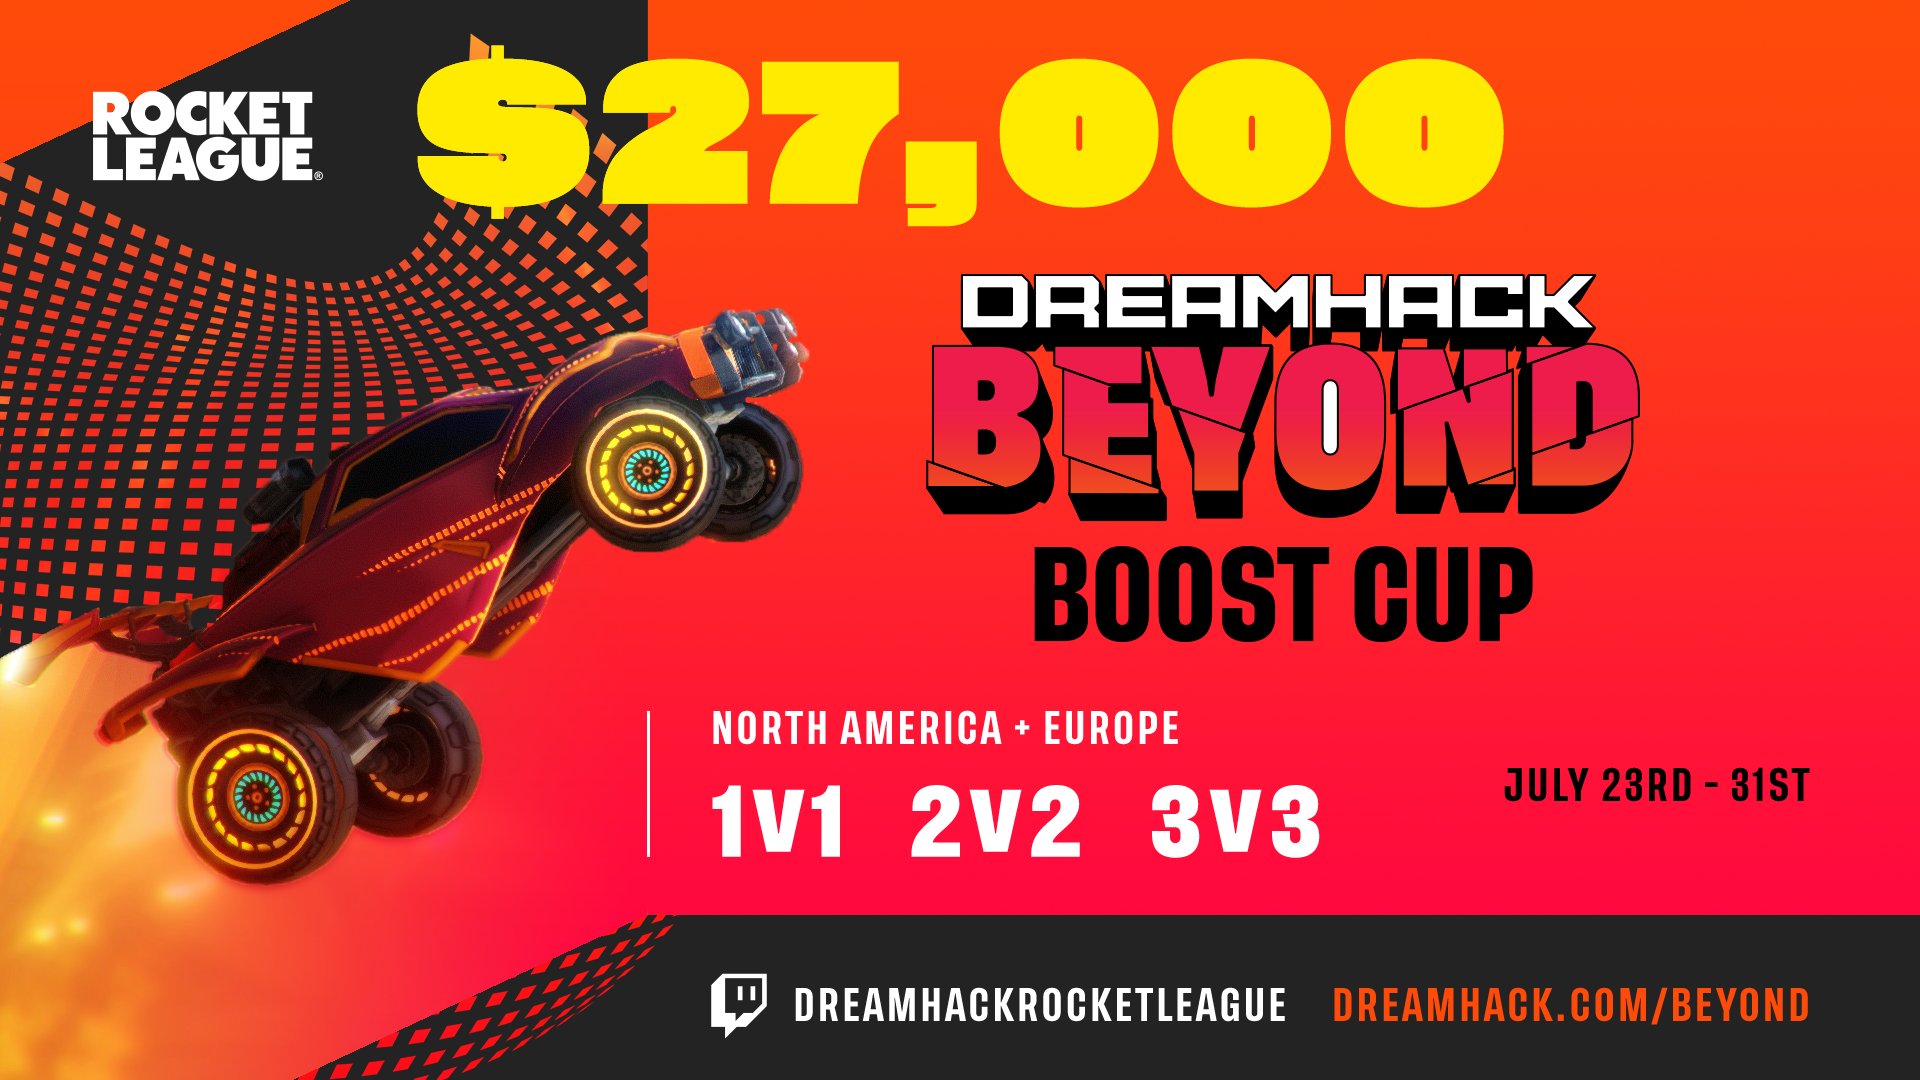 ROCKET
LEAGUE®
$27,000
DREAMHACK
BEYOND
BOOST CUP
NORTH AMERICA + EUROPE
1V1 2V2 3V3
JULY 23RD - 31ST
DREAMHACKROCKETLEAGUE DREAMHACK.COM/BEYOND